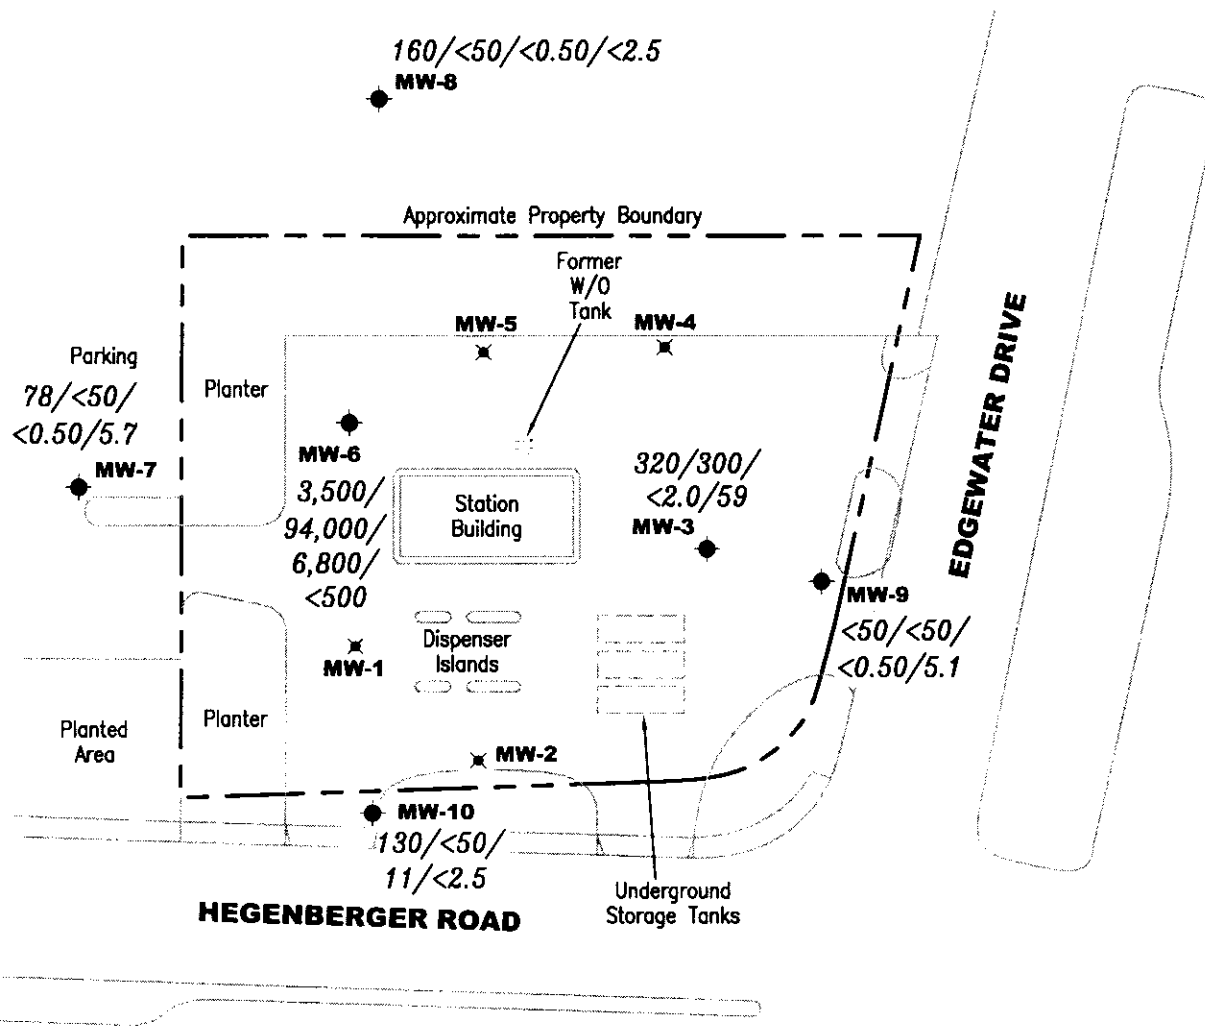 160/<50/<0.50/<2.5
MW-8
Approximate Property Boundary
Former
W/O
Tank
MW-5
MW-4
Parking
78/<50/
<0.50/5.7
MW-7
Planter
MW-6
3,500/
94,000/
6,800/
<500
Station
Building
320/300/
<2.0/59
MW-3
EDGEWATER DRIVE
MW-9
<50/<50/
<0.50/5.1
MW-1
Dispenser
Islands
Planted
Area
Planter
MW-2
MW-10
130/<50/
11/<2.5
Underground
Storage Tanks
HEGENBERGER ROAD